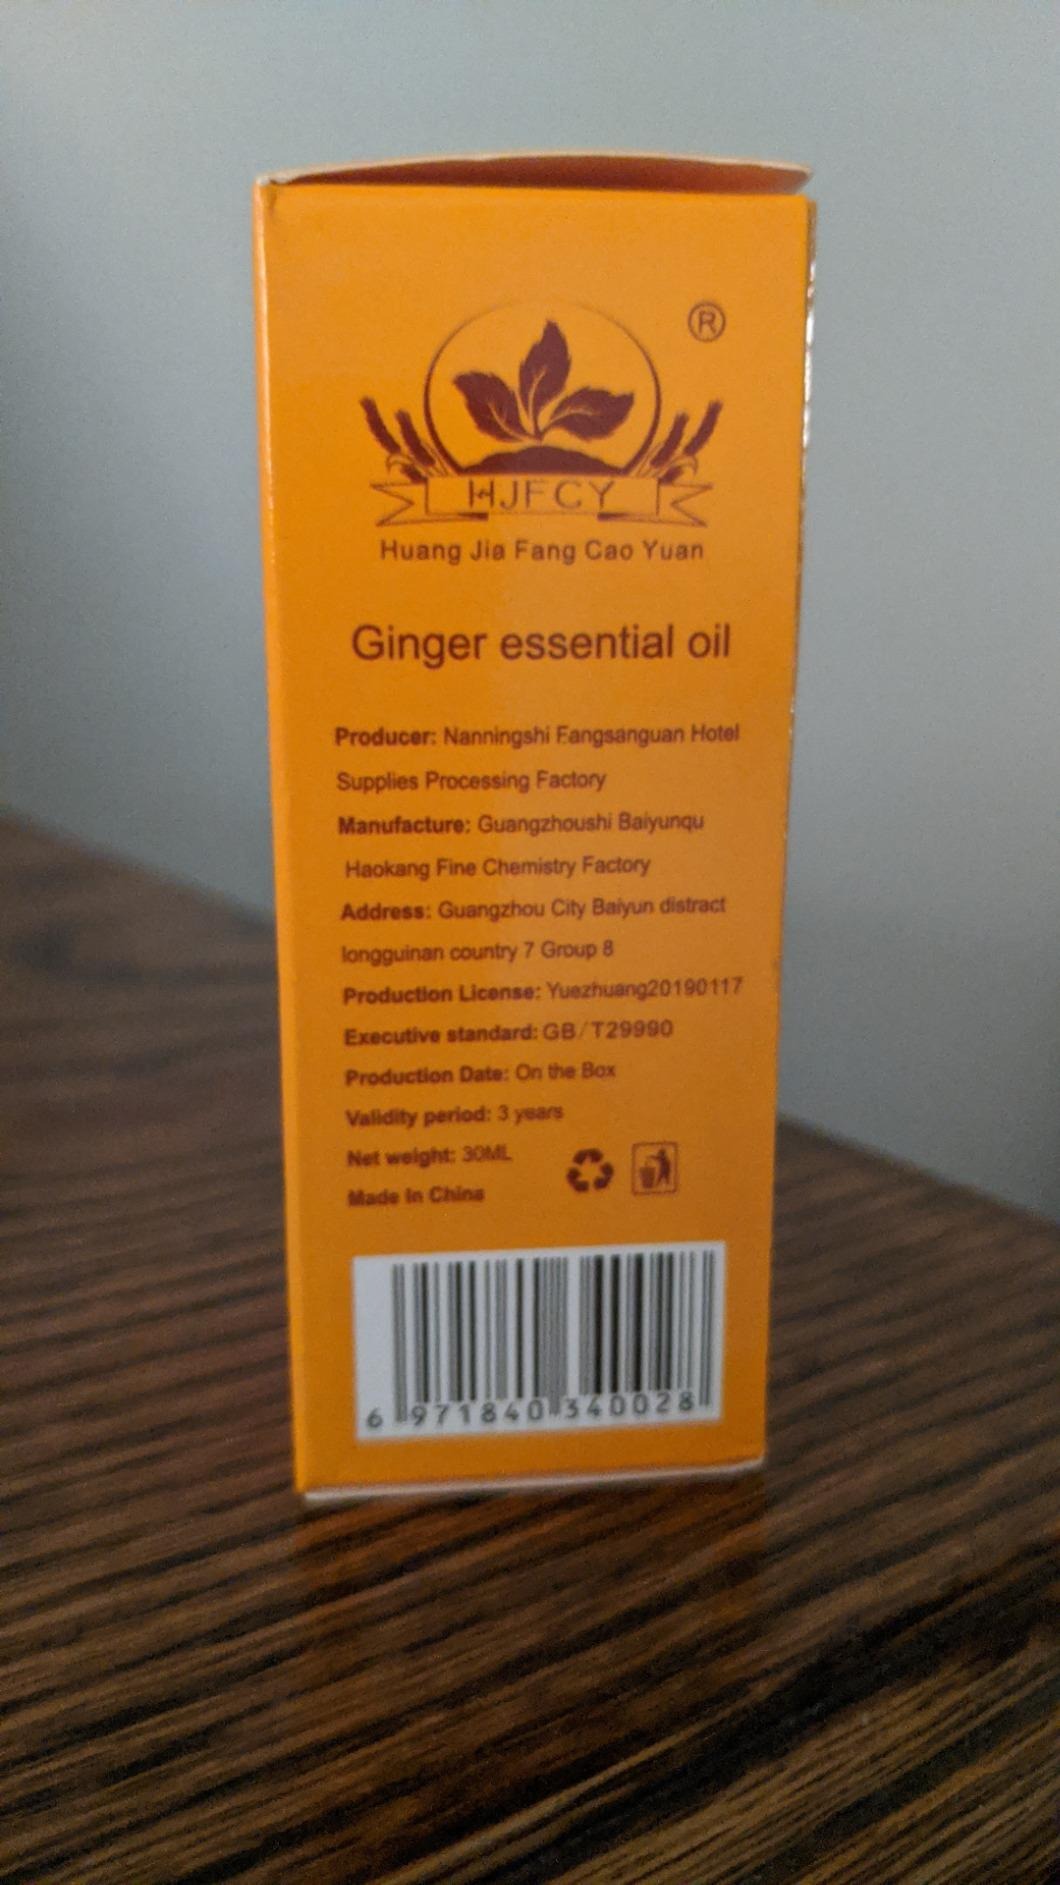 ®
HJFCY
Huang Jia Fang Cao Yuan
Ginger essential oil
Producer: Nanningshi Fangsanguan Hotel
Supplies Processing Factory
Manufacture: Guangzhoushi Baiyunqu
Haokang Fine Chemistry Factory
Address: Guangzhou City Baiyun distract
longguinan country 7 Group 8
Production License: Yuezhuang20190117
Executive standard: GB/T29990
Production Date: On the Box
Validity period: 3 years
Net weight: 30ML
Made In China
6 971840 340028